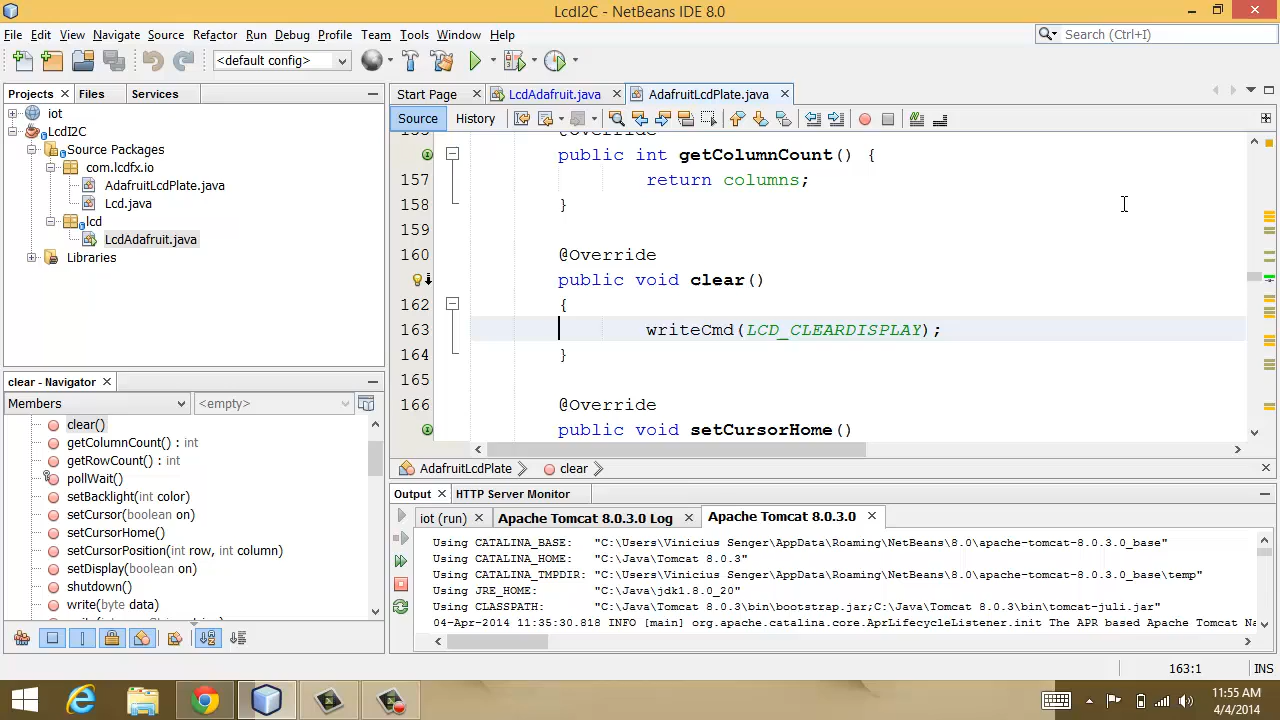 LcdI2C - NetBeans IDE 8.0
File Edit View Navigate Source Refactor Run Debug Profile Team Tools Window Help
Search (Ctrl+I)
<default config>
Projects Files Services
iot
LcdI2C
Source Packages
com.lcdfx.io
AdafruitLcdPlate.java
Lcd.java
lcd
LcdAdafruit.java
Libraries
Start Page LcdAdafruit.java AdafruitLcdPlate.java
Source History
@Override
public int getColumnCount() {
157 return columns;
158 }
159
160 @Override
public void clear()
162 {
163 writeCmd(LCD_CLEARDISPLAY);
164 }
165
166 @Override
public void setCursorHome()
AdafruitLcdPlate clear
clear - Navigator
Members <empty>
clear()
getColumnCount() : int
getRowCount() : int
pollWait()
setBacklight(int color)
setCursor(boolean on)
setCursorHome()
setCursorPosition(int row, int column)
setDisplay(boolean on)
shutdown()
write(byte data)
Output HTTP Server Monitor
iot (run) Apache Tomcat 8.0.3.0 Log Apache Tomcat 8.0.3.0
Using CATALINA_BASE: "C:\Users\Vinicius Senger\AppData\Roaming\NetBeans\8.0\apache-tomcat-8.0.3.0_base"
Using CATALINA_HOME: "C:\Java\Tomcat 8.0.3"
Using CATALINA_TMPDIR: "C:\Users\Vinicius Senger\AppData\Roaming\NetBeans\8.0\apache-tomcat-8.0.3.0_base\temp"
Using JRE_HOME: "C:\Java\jdk1.8.0_20"
Using CLASSPATH: "C:\Java\Tomcat 8.0.3\bin\bootstrap.jar;C:\Java\Tomcat 8.0.3\bin\tomcat-juli.jar"
04-Apr-2014 11:35:30.818 INFO [main] org.apache.catalina.core.AprLifecycleListener.init The APR based Apache Tomcat Na
163:1 INS
11:55 AM
4/4/2014